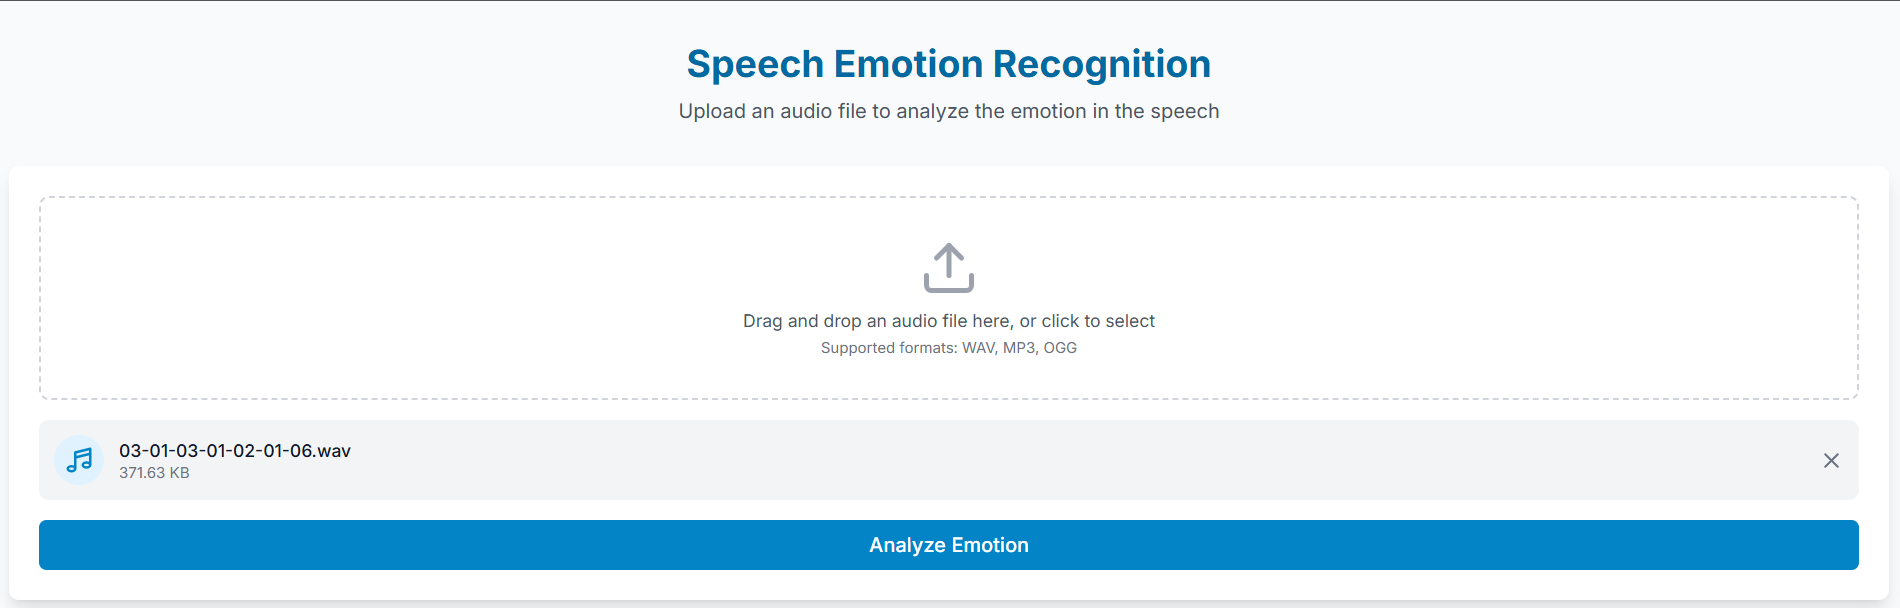 Speech Emotion Recognition
Upload an audio file to analyze the emotion in the speech
Drag and drop an audio file here, or click to select
Supported formats: WAV, MP3, OGG
03-01-03-01-02-01-06.wav
371.63 KB
Analyze Emotion